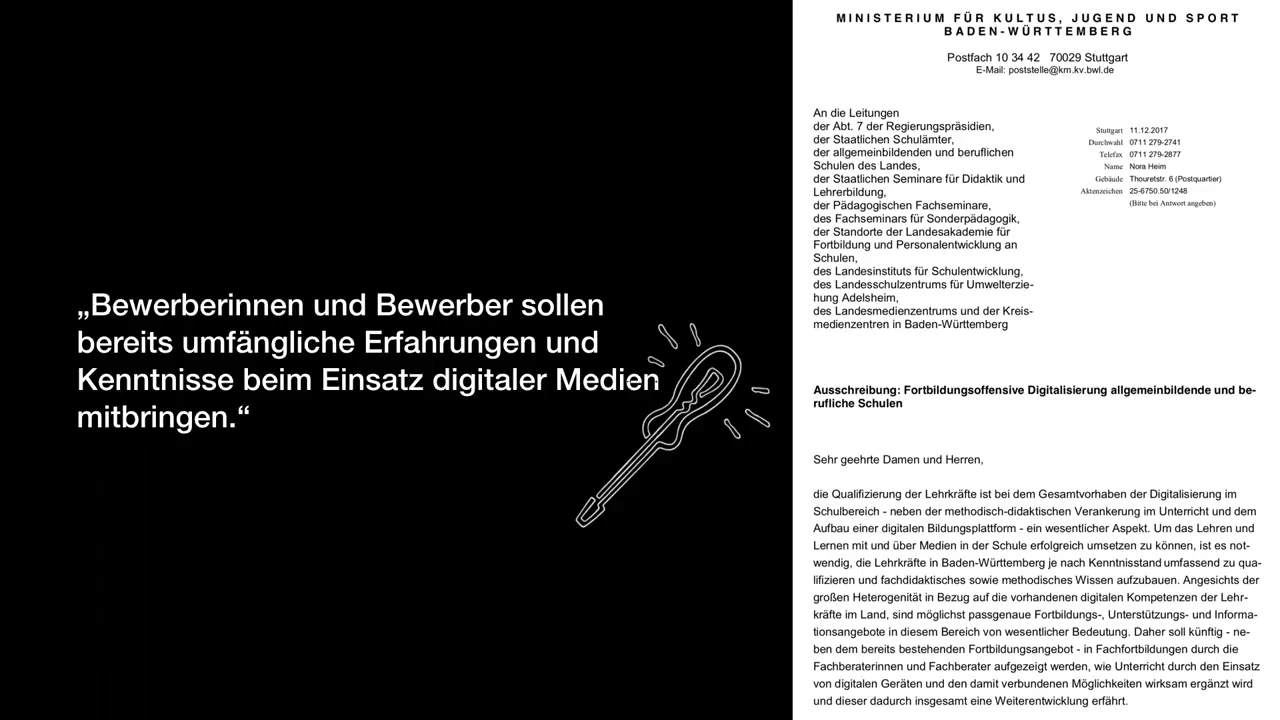 „Bewerberinnen und Bewerber sollen
bereits umfängliche Erfahrungen und
Kenntnisse beim Einsatz digitaler Medien
mitbringen.“
MINISTERIUM FÜR KULTUS, JUGEND UND SPORT
BADEN-WÜRTTEMBERG
Postfach 10 34 42 70029 Stuttgart
E-Mail: poststelle@km.kv.bwl.de
An die Leitungen
der Abt. 7 der Regierungspräsidien,
der Staatlichen Schulämter,
der allgemeinbildenden und beruflichen
Schulen des Landes,
der Staatlichen Seminare für Didaktik und
Lehrerbildung,
der Pädagogischen Fachseminare,
des Fachseminars für Sonderpädagogik,
der Standorte der Landesakademie für
Fortbildung und Personalentwicklung an
Schulen,
des Landesinstituts für Schulentwicklung,
des Landesschulzentrums für Umwelterzie-
hung Adelsheim,
des Landesmedienzentrums und der Kreis-
medienzentren in Baden-Württemberg
Stuttgart 11.12.2017
Durchwahl 0711 279-2741
Telefax 0711 279-2877
Name Nora Heim
Gebäude Thouretstr. 6 (Postquartier)
Aktenzeichen 25-6750.50/1248
(Bitte bei Antwort angeben)
Ausschreibung: Fortbildungsoffensive Digitalisierung allgemeinbildende und be-
rufliche Schulen
Sehr geehrte Damen und Herren,
die Qualifizierung der Lehrkräfte ist bei dem Gesamtvorhaben der Digitalisierung im
Schulbereich - neben der methodisch-didaktischen Verankerung im Unterricht und dem
Aufbau einer digitalen Bildungsplattform - ein wesentlicher Aspekt. Um das Lehren und
Lernen mit und über Medien in der Schule erfolgreich umsetzen zu können, ist es not-
wendig, die Lehrkräfte in Baden-Württemberg je nach Kenntnisstand umfassend zu qua-
lifizieren und fachdidaktisches sowie methodisches Wissen aufzubauen. Angesichts der
großen Heterogenität in Bezug auf die vorhandenen digitalen Kompetenzen der Lehr-
kräfte im Land, sind möglichst passgenaue Fortbildungs-, Unterstützungs- und Informa-
tionsangebote in diesem Bereich von wesentlicher Bedeutung. Daher soll künftig - ne-
ben dem bereits bestehenden Fortbildungsangebot - in Fachfortbildungen durch die
Fachberaterinnen und Fachberater aufgezeigt werden, wie Unterricht durch den Einsatz
von digitalen Geräten und den damit verbundenen Möglichkeiten wirksam ergänzt wird
und dieser dadurch insgesamt eine Weiterentwicklung erfährt.